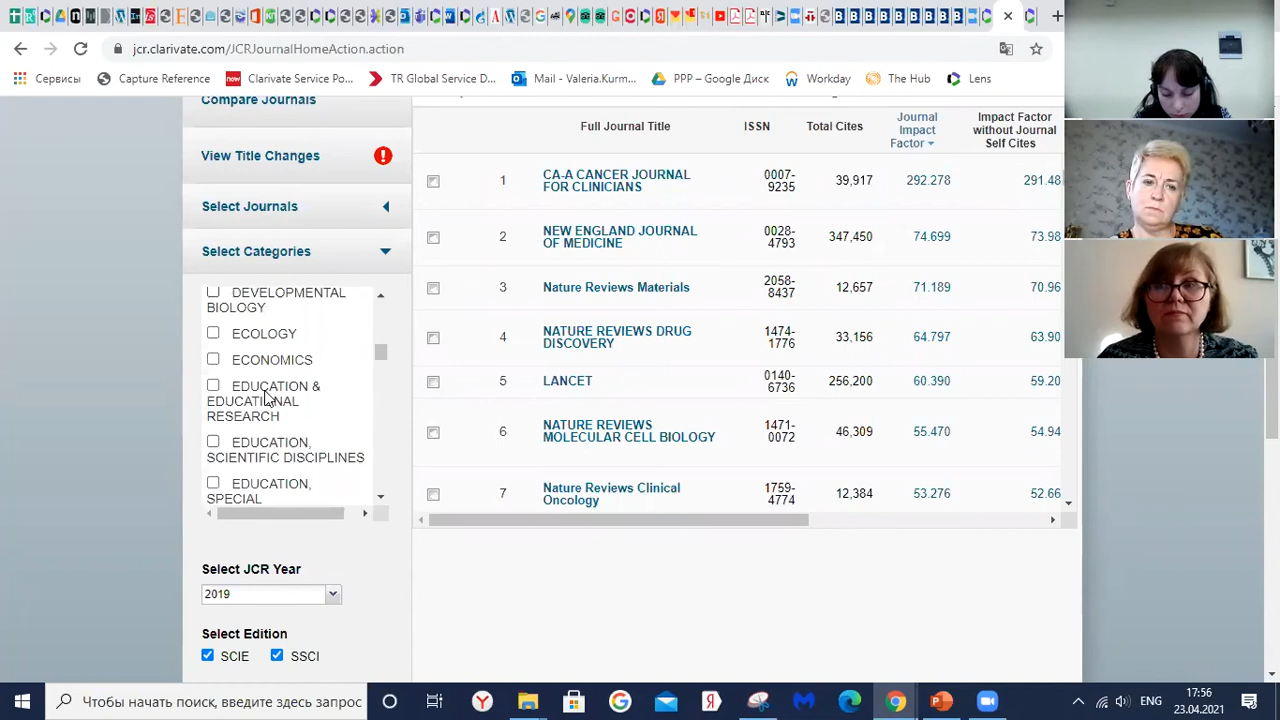 jcr.clarivate.com/JCRJournalHomeAction.action
Сервисы Capture Reference Clarivate Service Po... TR Global Service D... Mail - Valeria.Kurm... PPP – Google Диск Workday The Hub Lens
Compare Journals
View Title Changes
Select Journals
Select Categories
DEVELOPMENTAL
BIOLOGY
ECOLOGY
ECONOMICS
EDUCATION &
EDUCATIONAL
RESEARCH
EDUCATION,
SCIENTIFIC DISCIPLINES
EDUCATION,
SPECIAL
Select JCR Year
2019
Select Edition
SCIE SSCI
Full Journal Title ISSN Total Cites Journal Impact Factor Impact Factor without Journal Self Cites
1 CA-A CANCER JOURNAL FOR CLINICIANS 0007-9235 39,917 292.278 291.48
2 NEW ENGLAND JOURNAL OF MEDICINE 0028-4793 347,450 74.699 73.98
3 Nature Reviews Materials 2058-8437 12,657 71.189 70.96
4 NATURE REVIEWS DRUG DISCOVERY 1474-1776 33,156 64.797 63.90
5 LANCET 0140-6736 256,200 60.390 59.20
6 NATURE REVIEWS MOLECULAR CELL BIOLOGY 1471-0072 46,309 55.470 54.94
7 Nature Reviews Clinical Oncology 1759-4774 12,384 53.276 52.66
Чтобы начать поиск, введите здесь запрос
ENG
17:56
23.04.2021